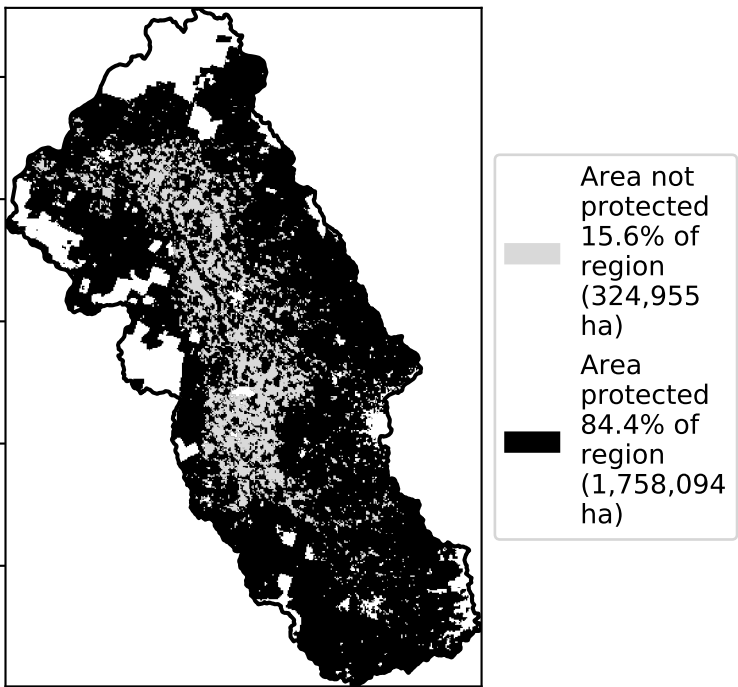 Area not
protected
15.6% of
region
(324,955
ha)
Area
protected
84.4% of
region
(1,758,094
ha)